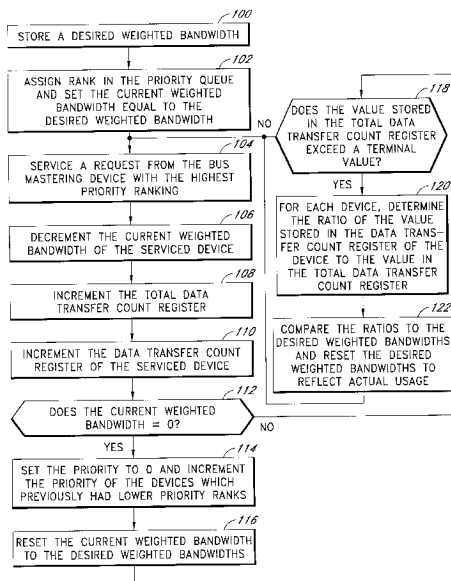 100
STORE A DESIRED WEIGHTED BANDWIDTH
102
ASSIGN RANK IN THE PRIORITY QUEUE
AND SET THE CURRENT WEIGHTED
BANDWIDTH EQUAL TO THE
DESIRED WEIGHTED BANDWIDTH
104
SERVICE A REQUEST FROM THE BUS
MASTERING DEVICE WITH THE HIGHEST
PRIORITY RANKING
106
DECREMENT THE CURRENT WEIGHTED
BANDWIDTH OF THE SERVICED DEVICE
108
INCREMENT THE TOTAL DATA
TRANSFER COUNT REGISTER
110
INCREMENT THE DATA TRANSFER COUNT
REGISTER OF THE SERVICED DEVICE
112
DOES THE CURRENT WEIGHTED
BANDWIDTH = 0?
NO
YES
114
SET THE PRIORITY TO 0 AND INCREMENT
THE PRIORITY OF THE DEVICES WHICH
PREVIOUSLY HAD LOWER PRIORITY RANKS
116
RESET THE CURRENT WEIGHTED BANDWIDTH
TO THE DESIRED WEIGHTED BANDWIDTHS
118
DOES THE VALUE STORED
IN THE TOTAL DATA
TRANSFER COUNT REGISTER
EXCEED A TERMINAL
VALUE?
NO
YES
120
FOR EACH DEVICE, DETERMINE
THE RATIO OF THE VALUE
STORED IN THE DATA TRANS-
FER COUNT REGISTER OF THE
DEVICE TO THE VALUE IN
THE TOTAL DATA TRANSFER
COUNT REGISTER
122
COMPARE THE RATIOS TO THE
DESIRED WEIGHTED BANDWIDTHS
AND RESET THE DESIRED
WEIGHTED BANDWIDTHS TO
REFLECT ACTUAL USAGE